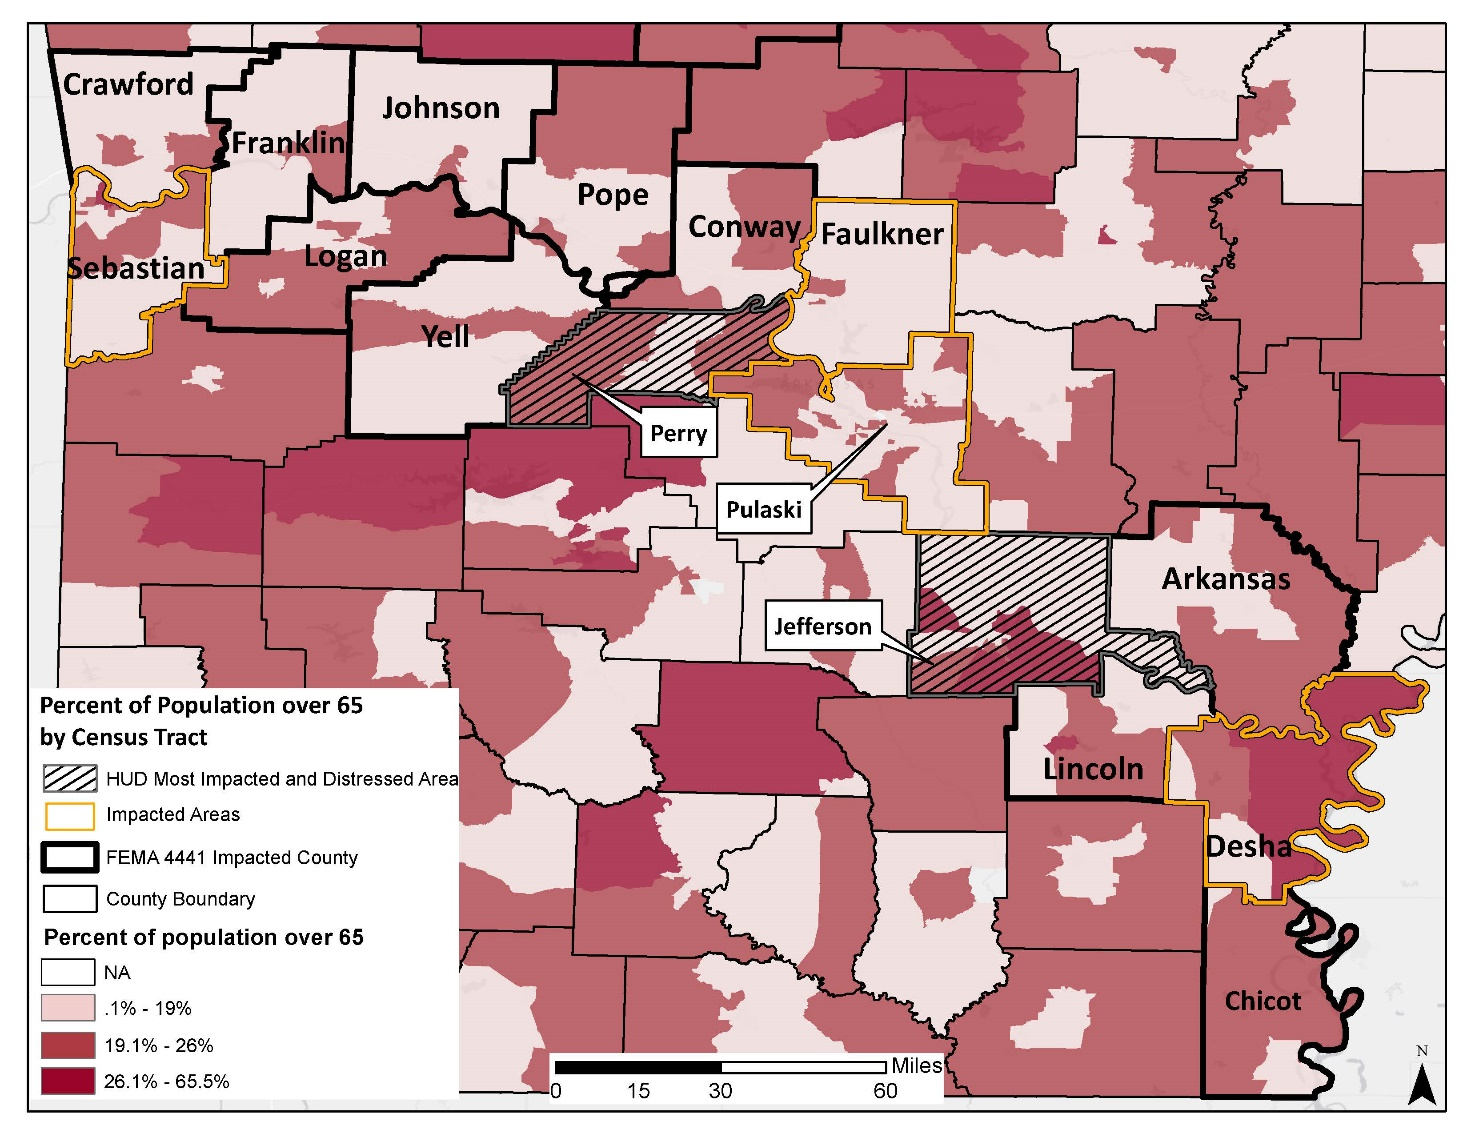 Crawford
Johnson
Franklin
Pope
Conway
Faulkner
Logan
Sebastian
Yell
Perry
Pulaski
Arkansas
Jefferson
Lincoln
Desha
Chicot
Percent of Population over 65
by Census Tract
HUD Most Impacted and Distressed Area
Impacted Areas
FEMA 4441 Impacted County
County Boundary
Percent of population over 65
NA
.1% - 19%
19.1% - 26%
26.1% - 65.5%
Miles
0 15 30 60
N